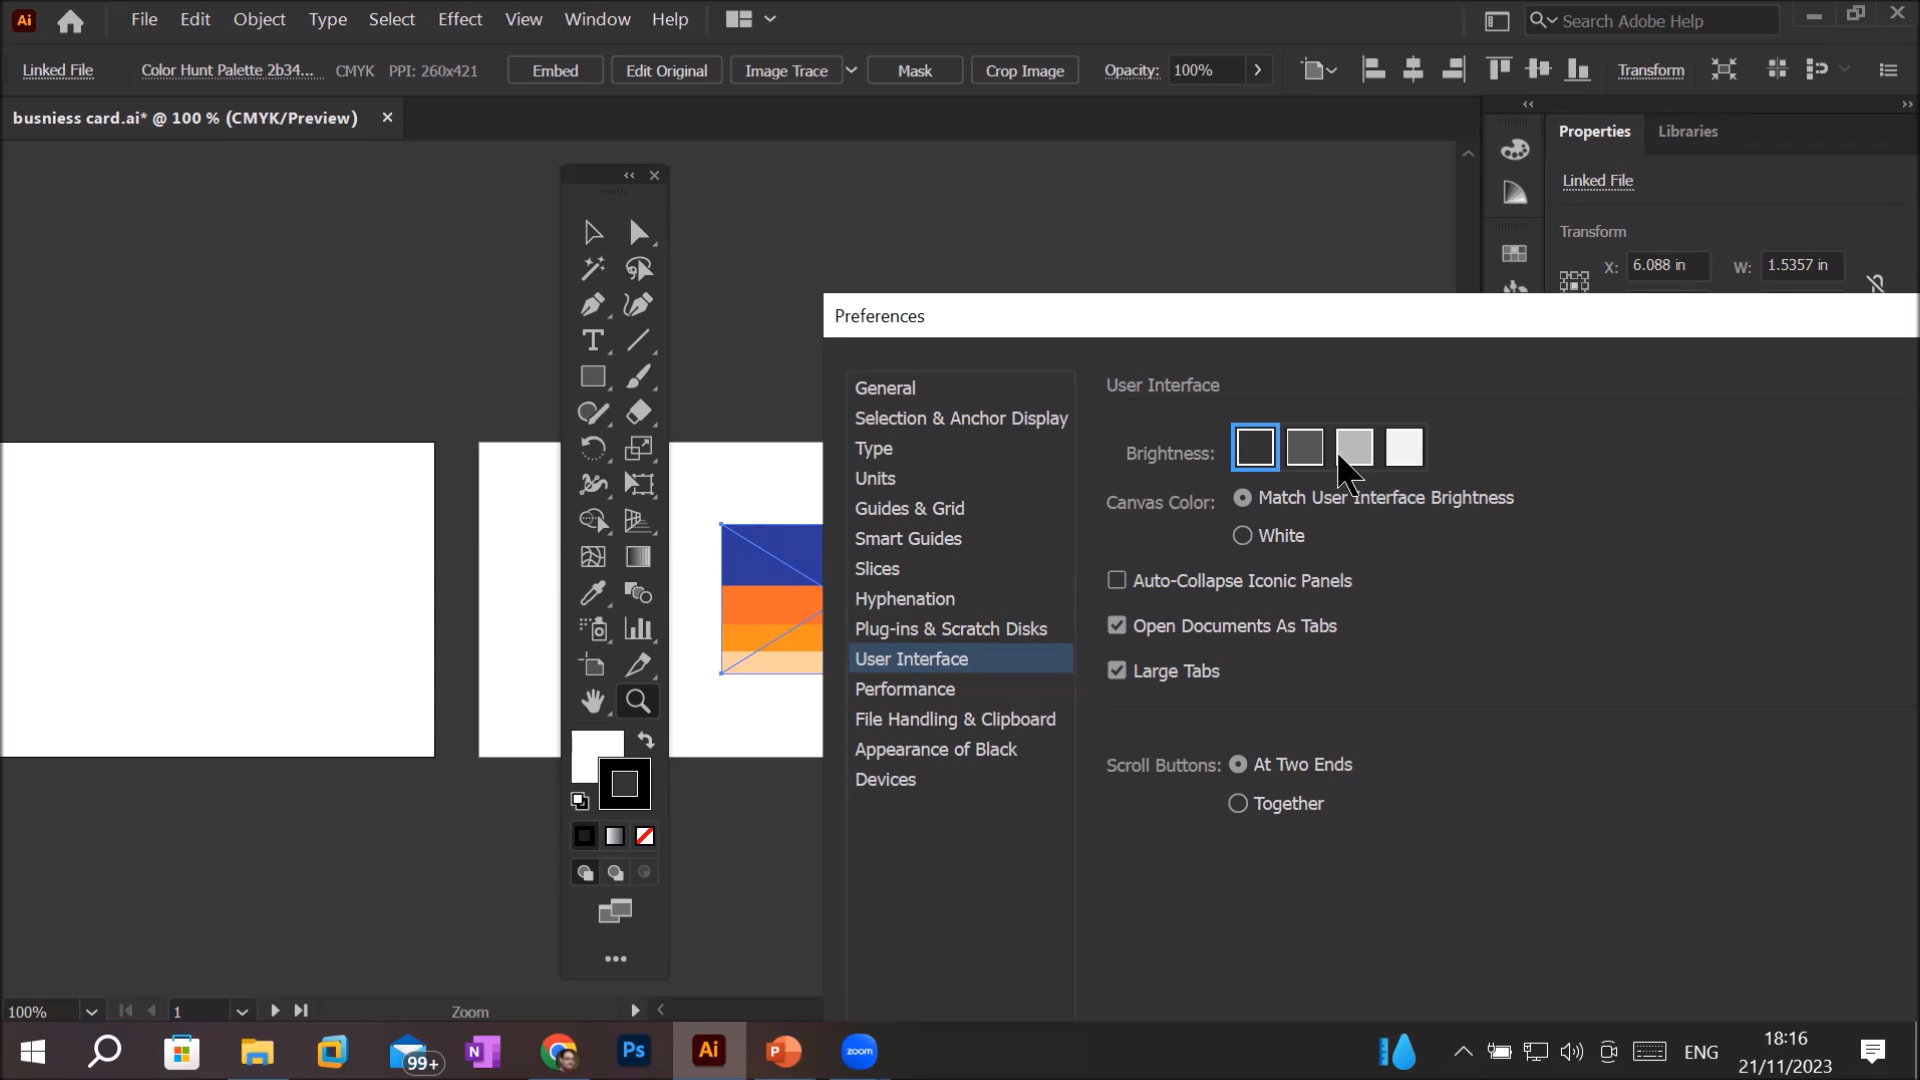 Ai File Edit Object Type Select Effect View Window Help Search Adobe Help
Linked File Color Hunt Palette 2b34... CMYK PPI: 260x421 Embed Edit Original Image Trace Mask Crop Image Opacity: 100% Transform
busniess card.ai* @ 100 % (CMYK/Preview)
Properties Libraries
Linked File
Transform
X: 6.088 in W: 1.5357 in
Preferences
General
Selection & Anchor Display
Type
Units
Guides & Grid
Smart Guides
Slices
Hyphenation
Plug-ins & Scratch Disks
User Interface
Performance
File Handling & Clipboard
Appearance of Black
Devices
User Interface
Brightness:
Canvas Color: Match User Interface Brightness
White
Auto-Collapse Iconic Panels
Open Documents As Tabs
Large Tabs
Scroll Buttons: At Two Ends
Together
100% 1 Zoom
99+ N Ps Ai P zoom ENG
18:16
21/11/2023